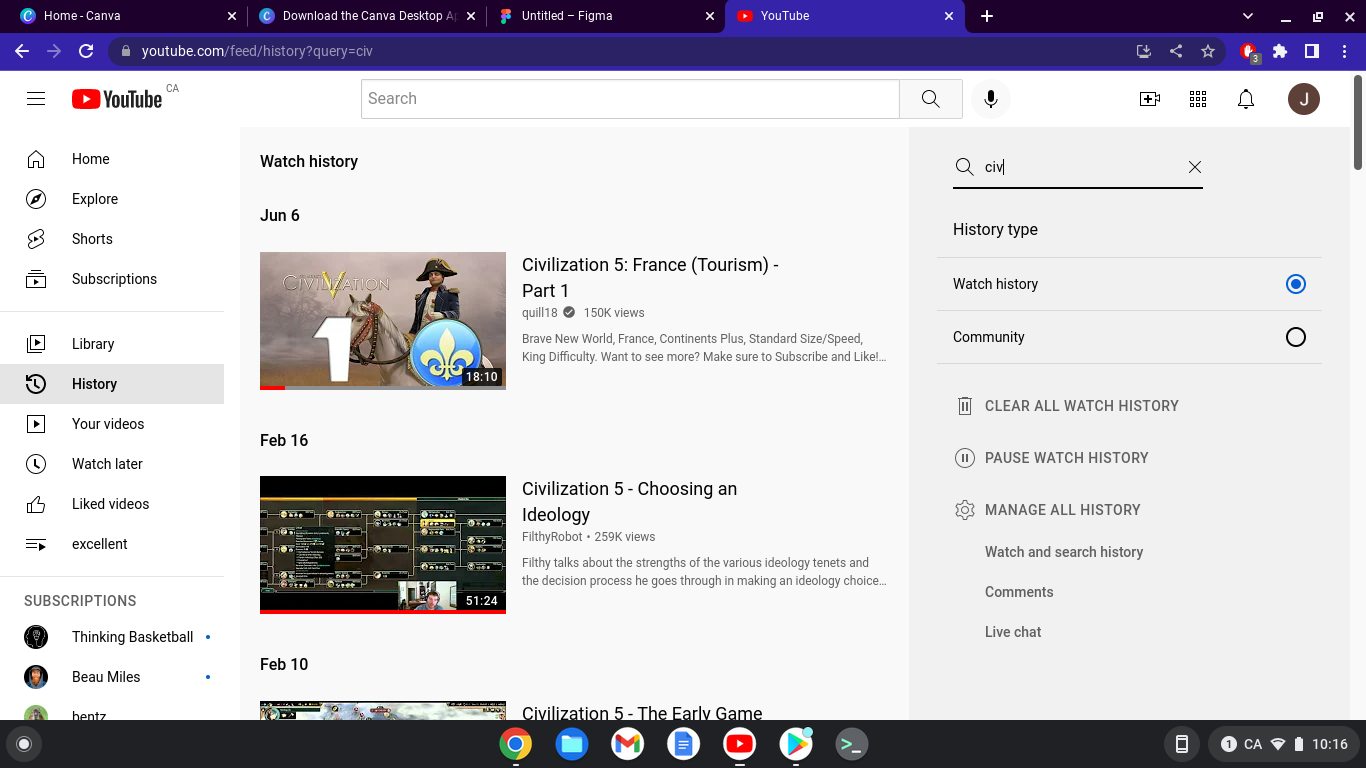 Home - Canva
Download the Canva Desktop Ap
Untitled – Figma
YouTube
youtube.com/feed/history?query=civ
3
YouTube CA
Search
J
Home
Explore
Shorts
Subscriptions
Library
History
Your videos
Watch later
Liked videos
excellent
SUBSCRIPTIONS
Thinking Basketball
Beau Miles
bentz
Watch history
Jun 6
CIVILIZATION V
1
18:10
Civilization 5: France (Tourism) -
Part 1
quill18 150K views
Brave New World, France, Continents Plus, Standard Size/Speed,
King Difficulty. Want to see more? Make sure to Subscribe and Like!...
Feb 16
51:24
Civilization 5 - Choosing an
Ideology
FilthyRobot • 259K views
Filthy talks about the strengths of the various ideology tenets and
the decision process he goes through in making an ideology choice...
Feb 10
Civilization 5 - The Early Game
civ
History type
Watch history
Community
CLEAR ALL WATCH HISTORY
PAUSE WATCH HISTORY
MANAGE ALL HISTORY
Watch and search history
Comments
Live chat
1 CA 10:16